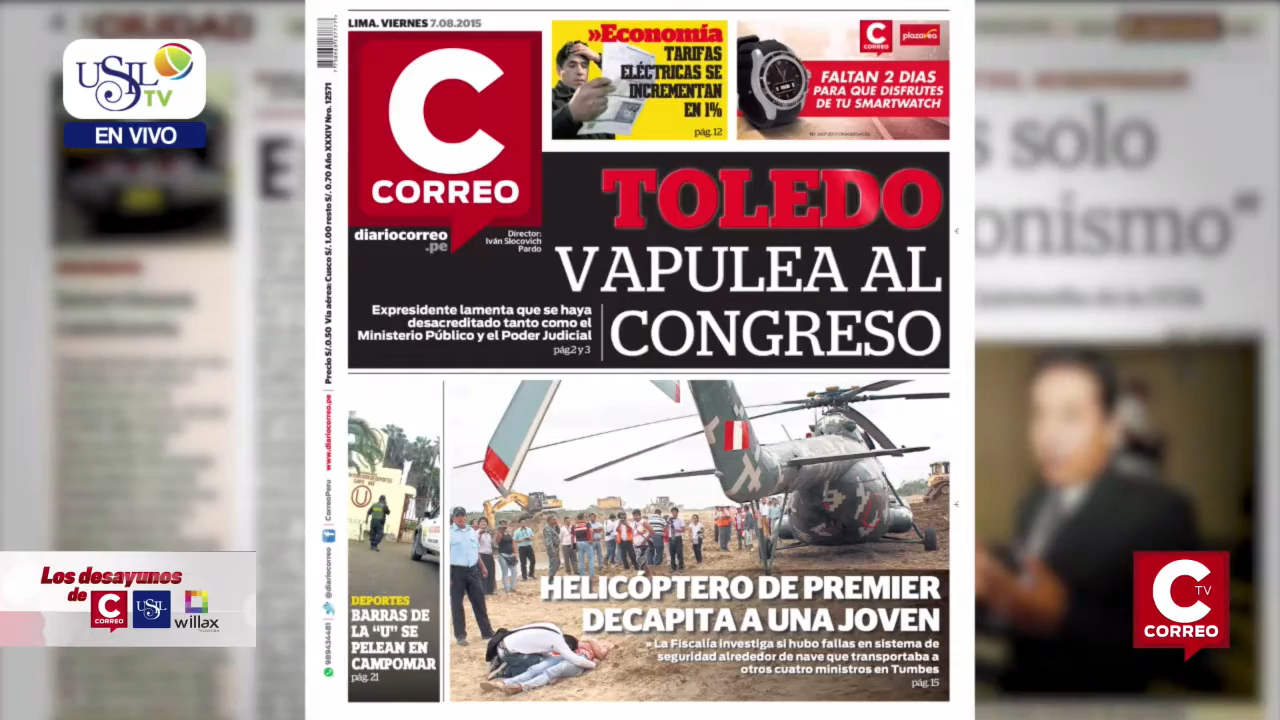 USIL
TV
EN VIVO
LIMA. VIERNES 7.08.2015
C
CORREO
diariocorreo
.pe
Director:
Iván Slocovich
Pardo
»Economía
TARIFAS
ELÉCTRICAS SE
INCREMENTAN
EN 1%
pág. 12
C
CORREO
plazavea
FALTAN 2 DIAS
PARA QUE DISFRUTES
DE TU SMARTWATCH
TOLEDO
VAPULEA AL
CONGRESO
Expresidente lamenta que se haya
desacreditado tanto como el
Ministerio Público y el Poder Judicial
pág.2 y 3
Precio S/.0.50 Vía aérea: Cusco S/. 1.00 resto S/. 0.70 Año XXXIV Nro. 12571
www.diariocorreo.pe
CorreoPeru
@diariocorreo
989434481
DEPORTES
BARRAS DE
LA “U” SE
PELEAN EN
CAMPOMAR
pág. 21
HELICÓPTERO DE PREMIER
DECAPITA A UNA JOVEN
» La Fiscalía investiga si hubo fallas en sistema de
seguridad alrededor de nave que transportaba a
otros cuatro ministros en Tumbes
pág. 15
CIUDAD
s solo
onismo“
Los desayunos
de
C
CORREO
USIL
willax
C
TV
CORREO